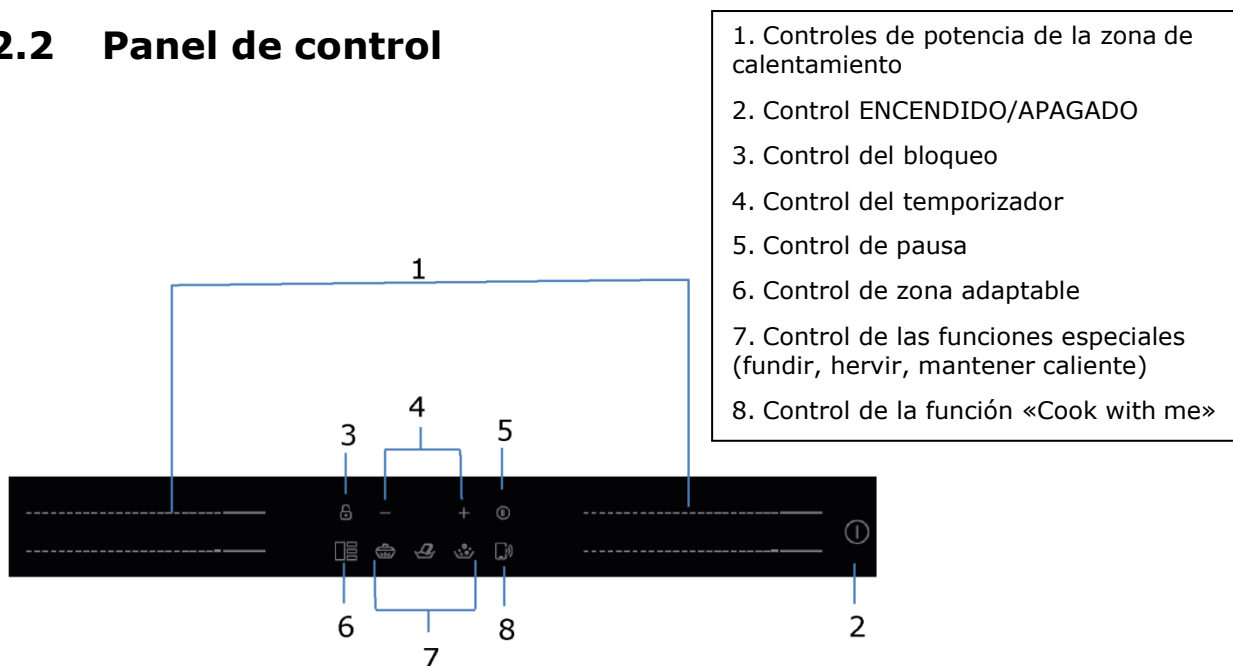 2.2 Panel de control
1. Controles de potencia de la zona de
calentamiento
2. Control ENCENDIDO/APAGADO
3. Control del bloqueo
4. Control del temporizador
5. Control de pausa
6. Control de zona adaptable
7. Control de las funciones especiales
(fundir, hervir, mantener caliente)
8. Control de la función «Cook with me»
1
4
3
5
6
7
8
2